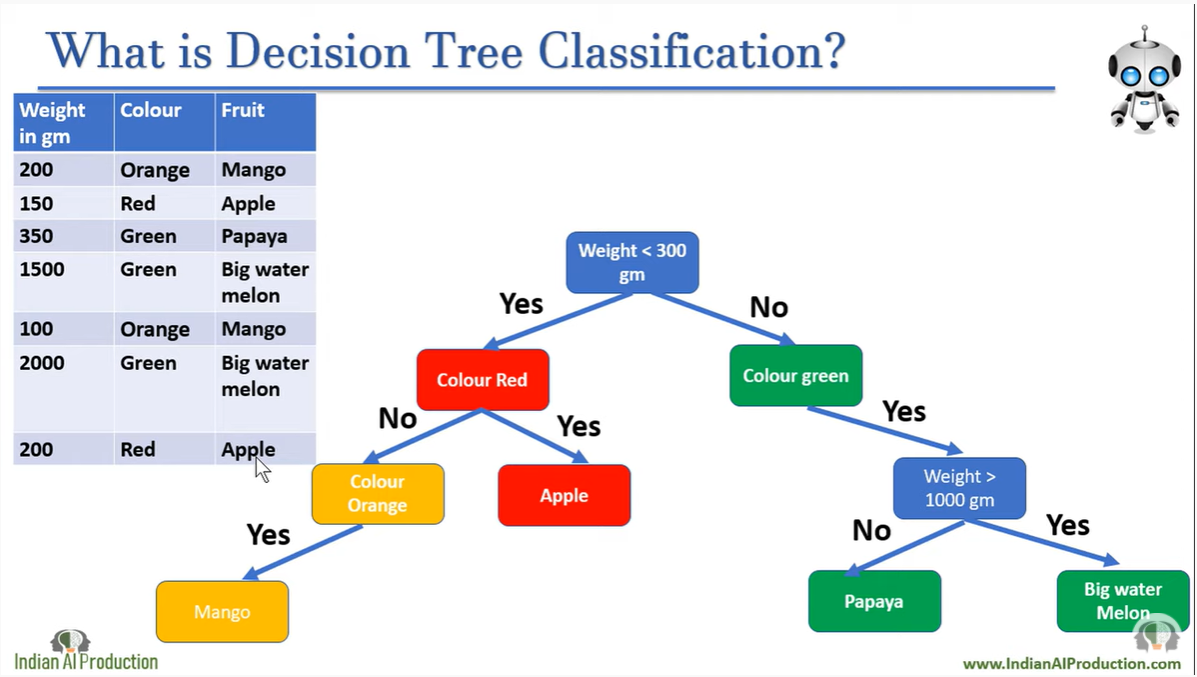 What is Decision Tree Classification?
Weight in gm Colour Fruit
200 Orange Mango
150 Red Apple
350 Green Papaya
1500 Green Big water melon
100 Orange Mango
2000 Green Big water melon
200 Red Apple
Weight < 300
gm
Yes
No
Colour Red
Colour green
No
Yes
Yes
Colour
Orange
Apple
Weight >
1000 gm
Yes
No
Yes
Mango
Papaya
Big water
Melon
Indian AI Production
www.IndianAIProduction.com